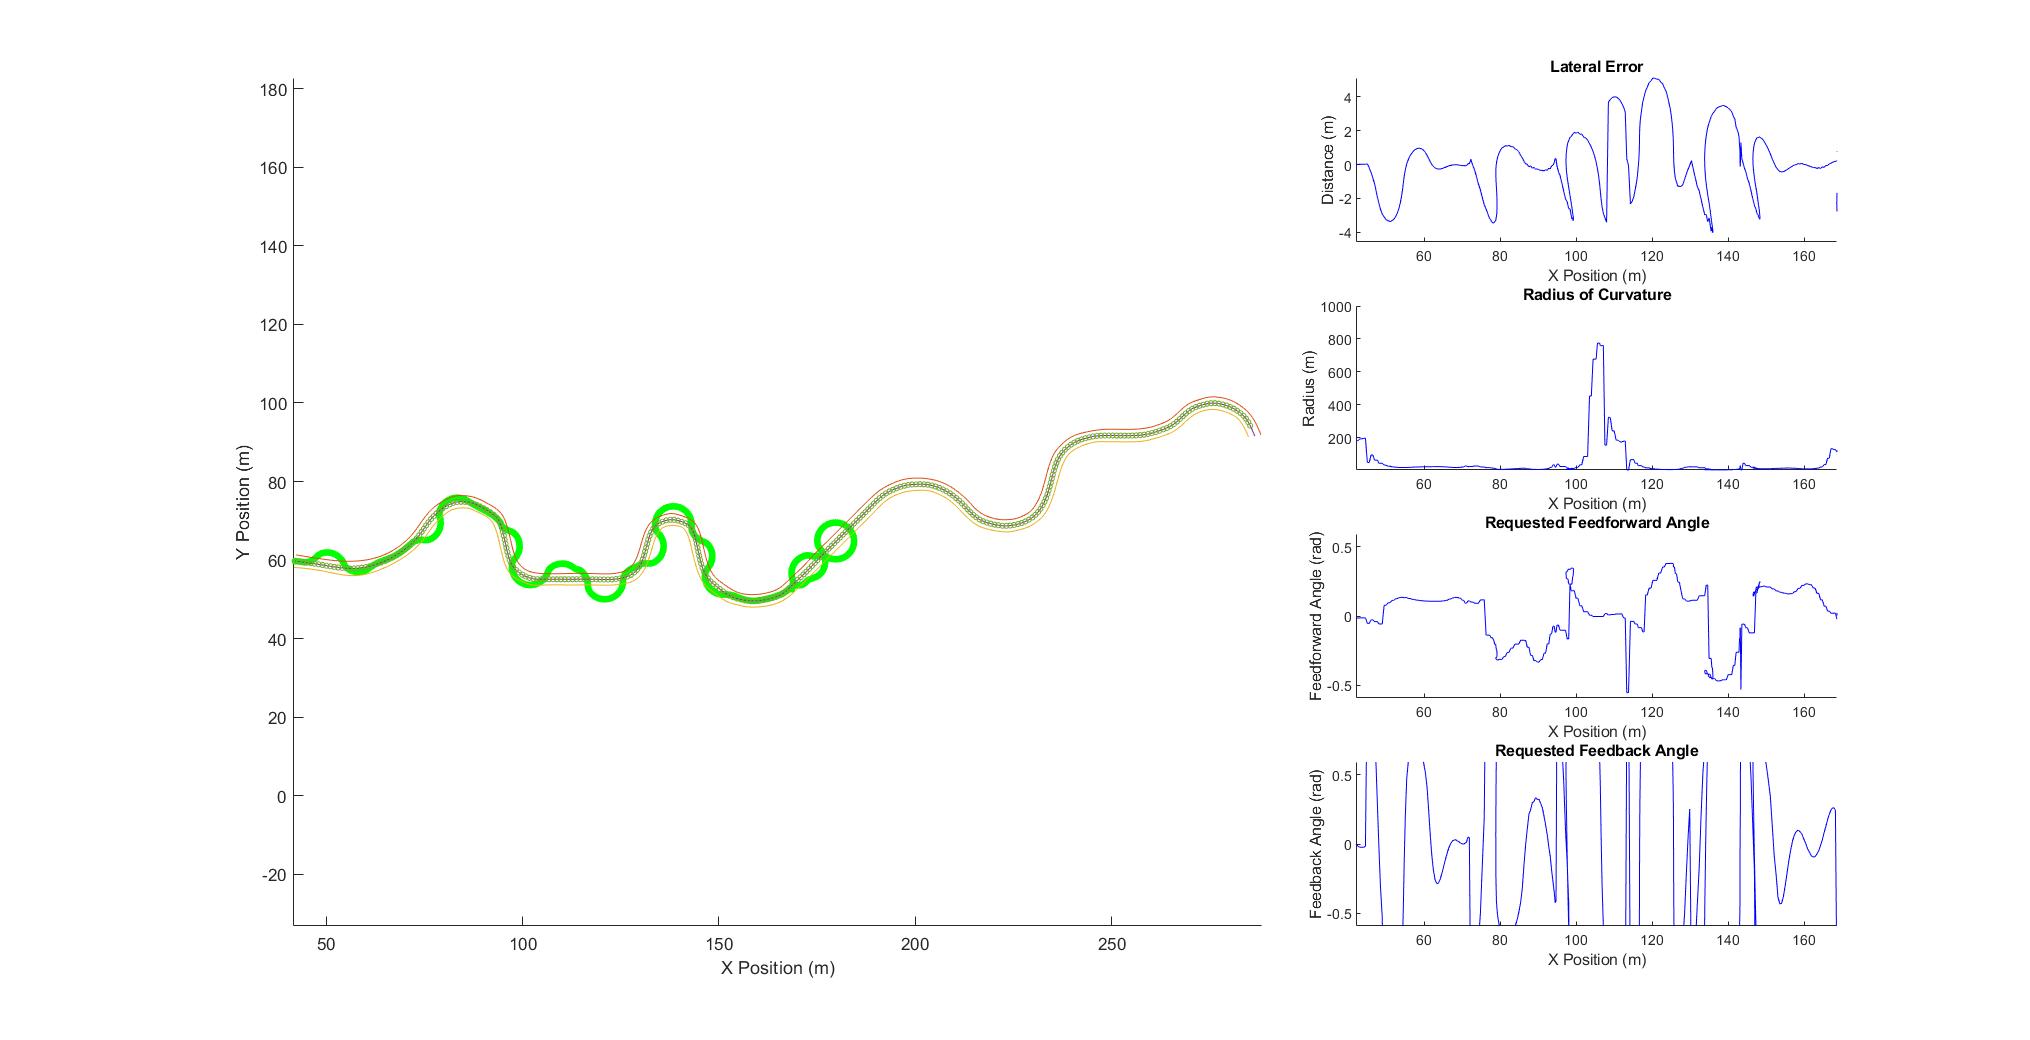 180
160
140
120
100
80
60
40
20
0
-20
Y Position (m)
50 100 150 200 250
X Position (m)
Lateral Error
4
2
0
-2
-4
Distance (m)
60 80 100 120 140 160
X Position (m)
Radius of Curvature
1000
800
600
400
200
Radius (m)
60 80 100 120 140 160
X Position (m)
Requested Feedforward Angle
0.5
0
-0.5
Feedforward Angle (rad)
60 80 100 120 140 160
X Position (m)
Requested Feedback Angle
0.5
0
-0.5
Feedback Angle (rad)
60 80 100 120 140 160
X Position (m)